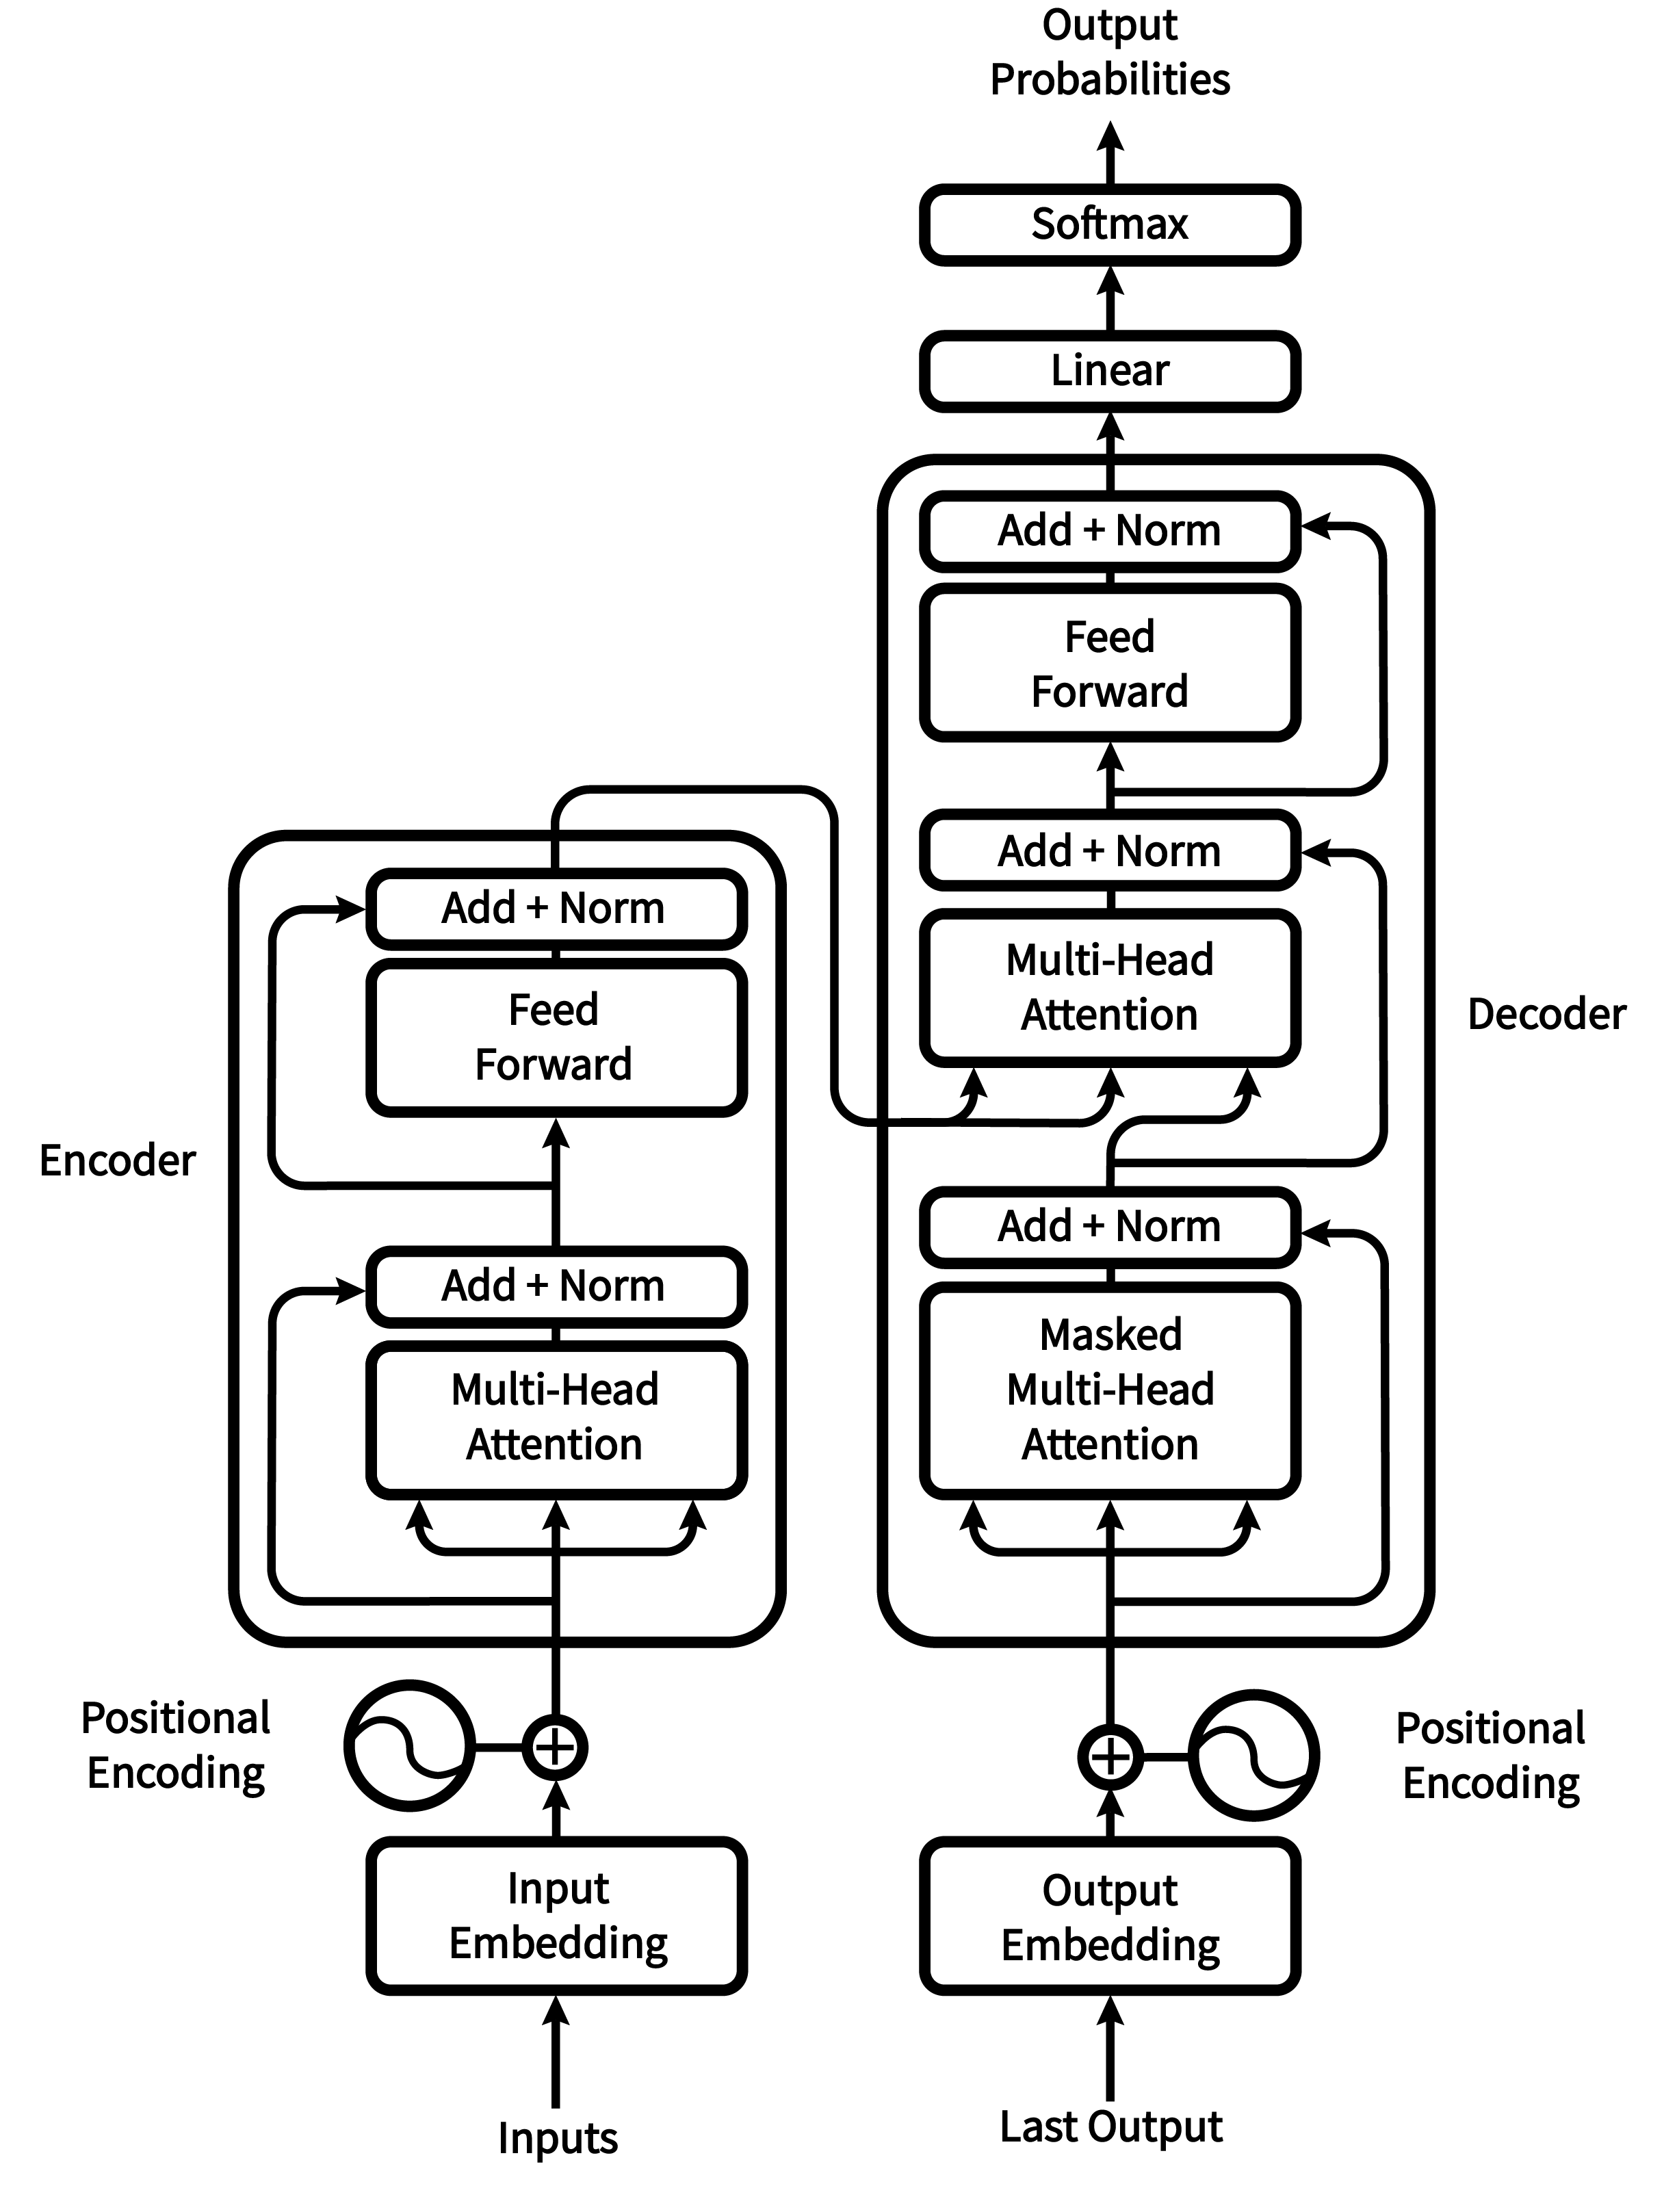 Output
Probabilities
Softmax
Linear
Add + Norm
Feed
Forward
Add + Norm
Multi-Head
Attention
Decoder
Add + Norm
Masked
Multi-Head
Attention
Positional
Encoding
Output
Embedding
Last Output
Add + Norm
Feed
Forward
Encoder
Add + Norm
Multi-Head
Attention
Positional
Encoding
Input
Embedding
Inputs